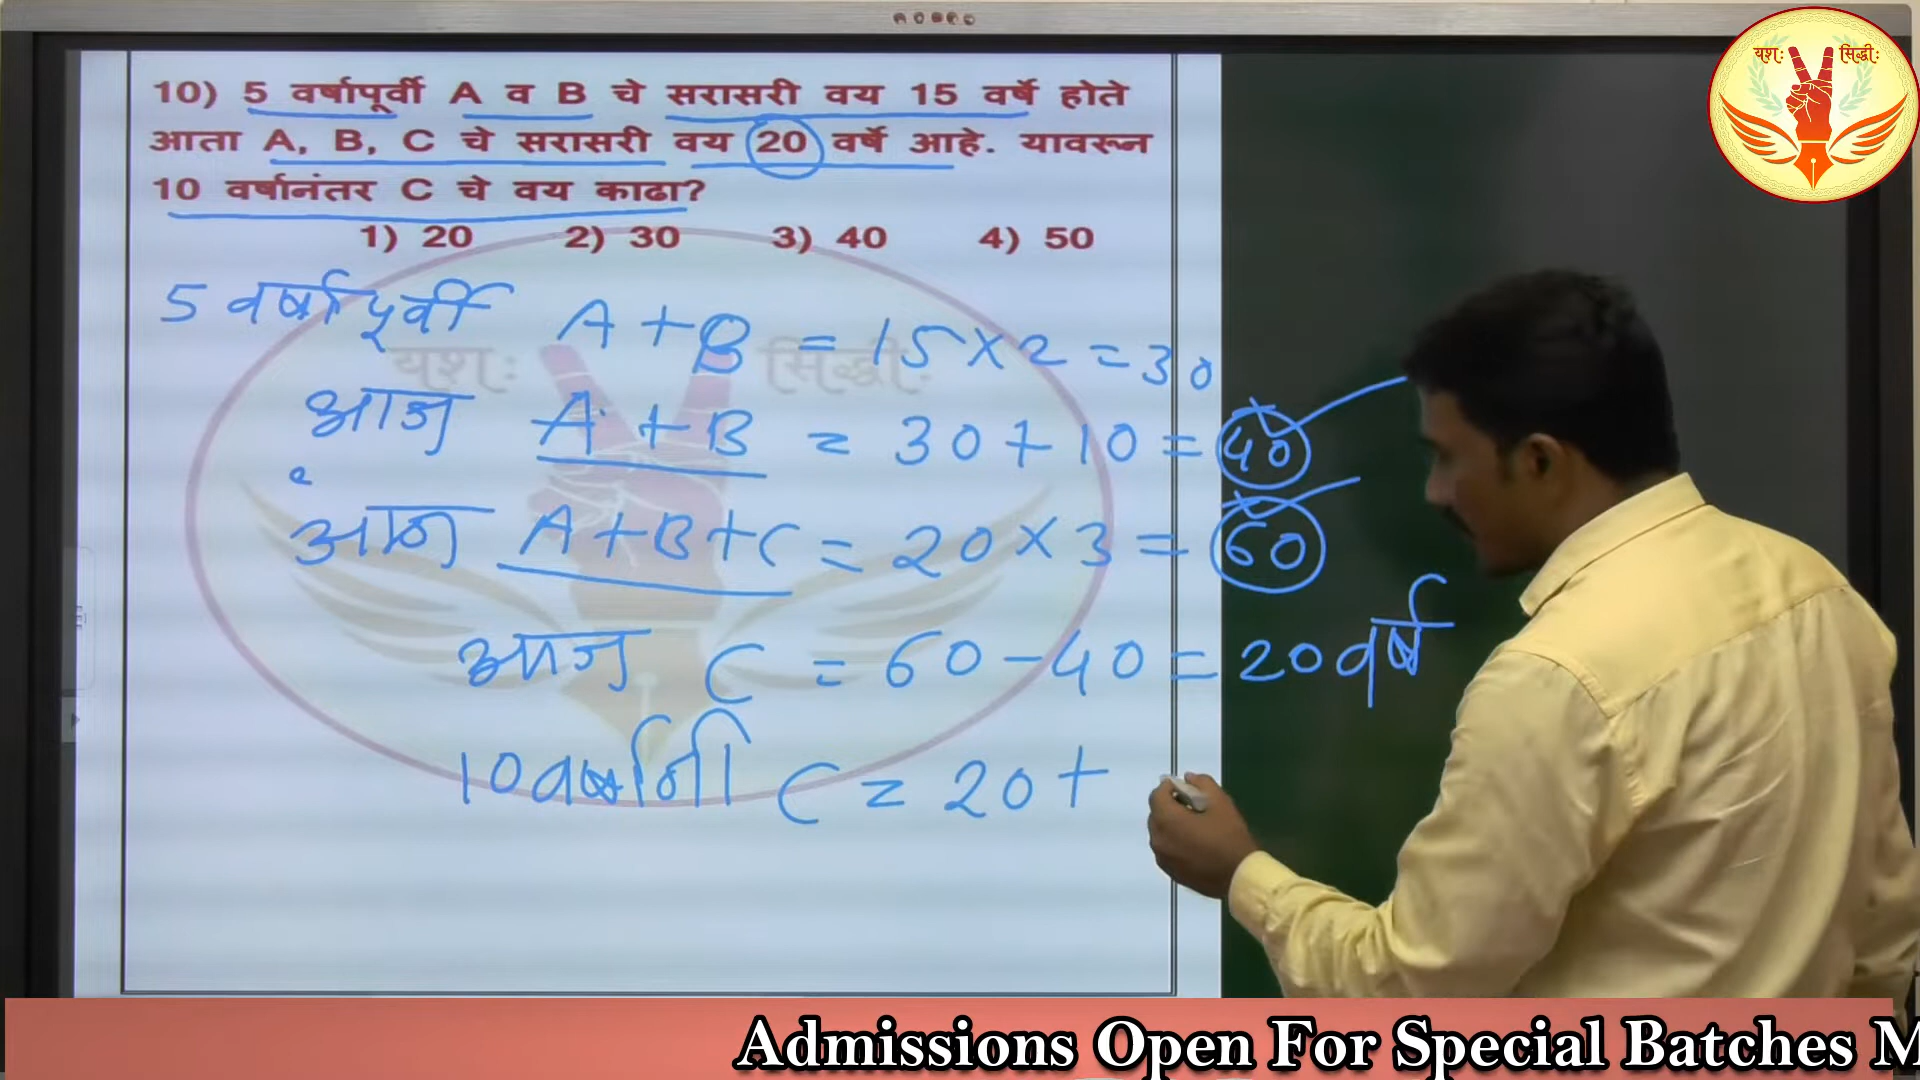 10) 5 वर्षापूर्वी A व B चे सरासरी वय 15 वर्षे होते
आता A, B, C चे सरासरी वय 20 वर्षे आहे. यावरून
10 वर्षानंतर C चे वय काढा?
1) 20 2) 30 3) 40 4) 50
5 वर्षापूर्वी A + B = 15 × 2 = 30
आज A + B = 30 + 10 = 40
आज A + B + C = 20 × 3 = 60
आज C = 60 - 40 = 20 वर्षे
10 वर्षांनी C = 20 +
यशः सिद्धीः
यशः सिद्धीः
Admissions Open For Special Batches M